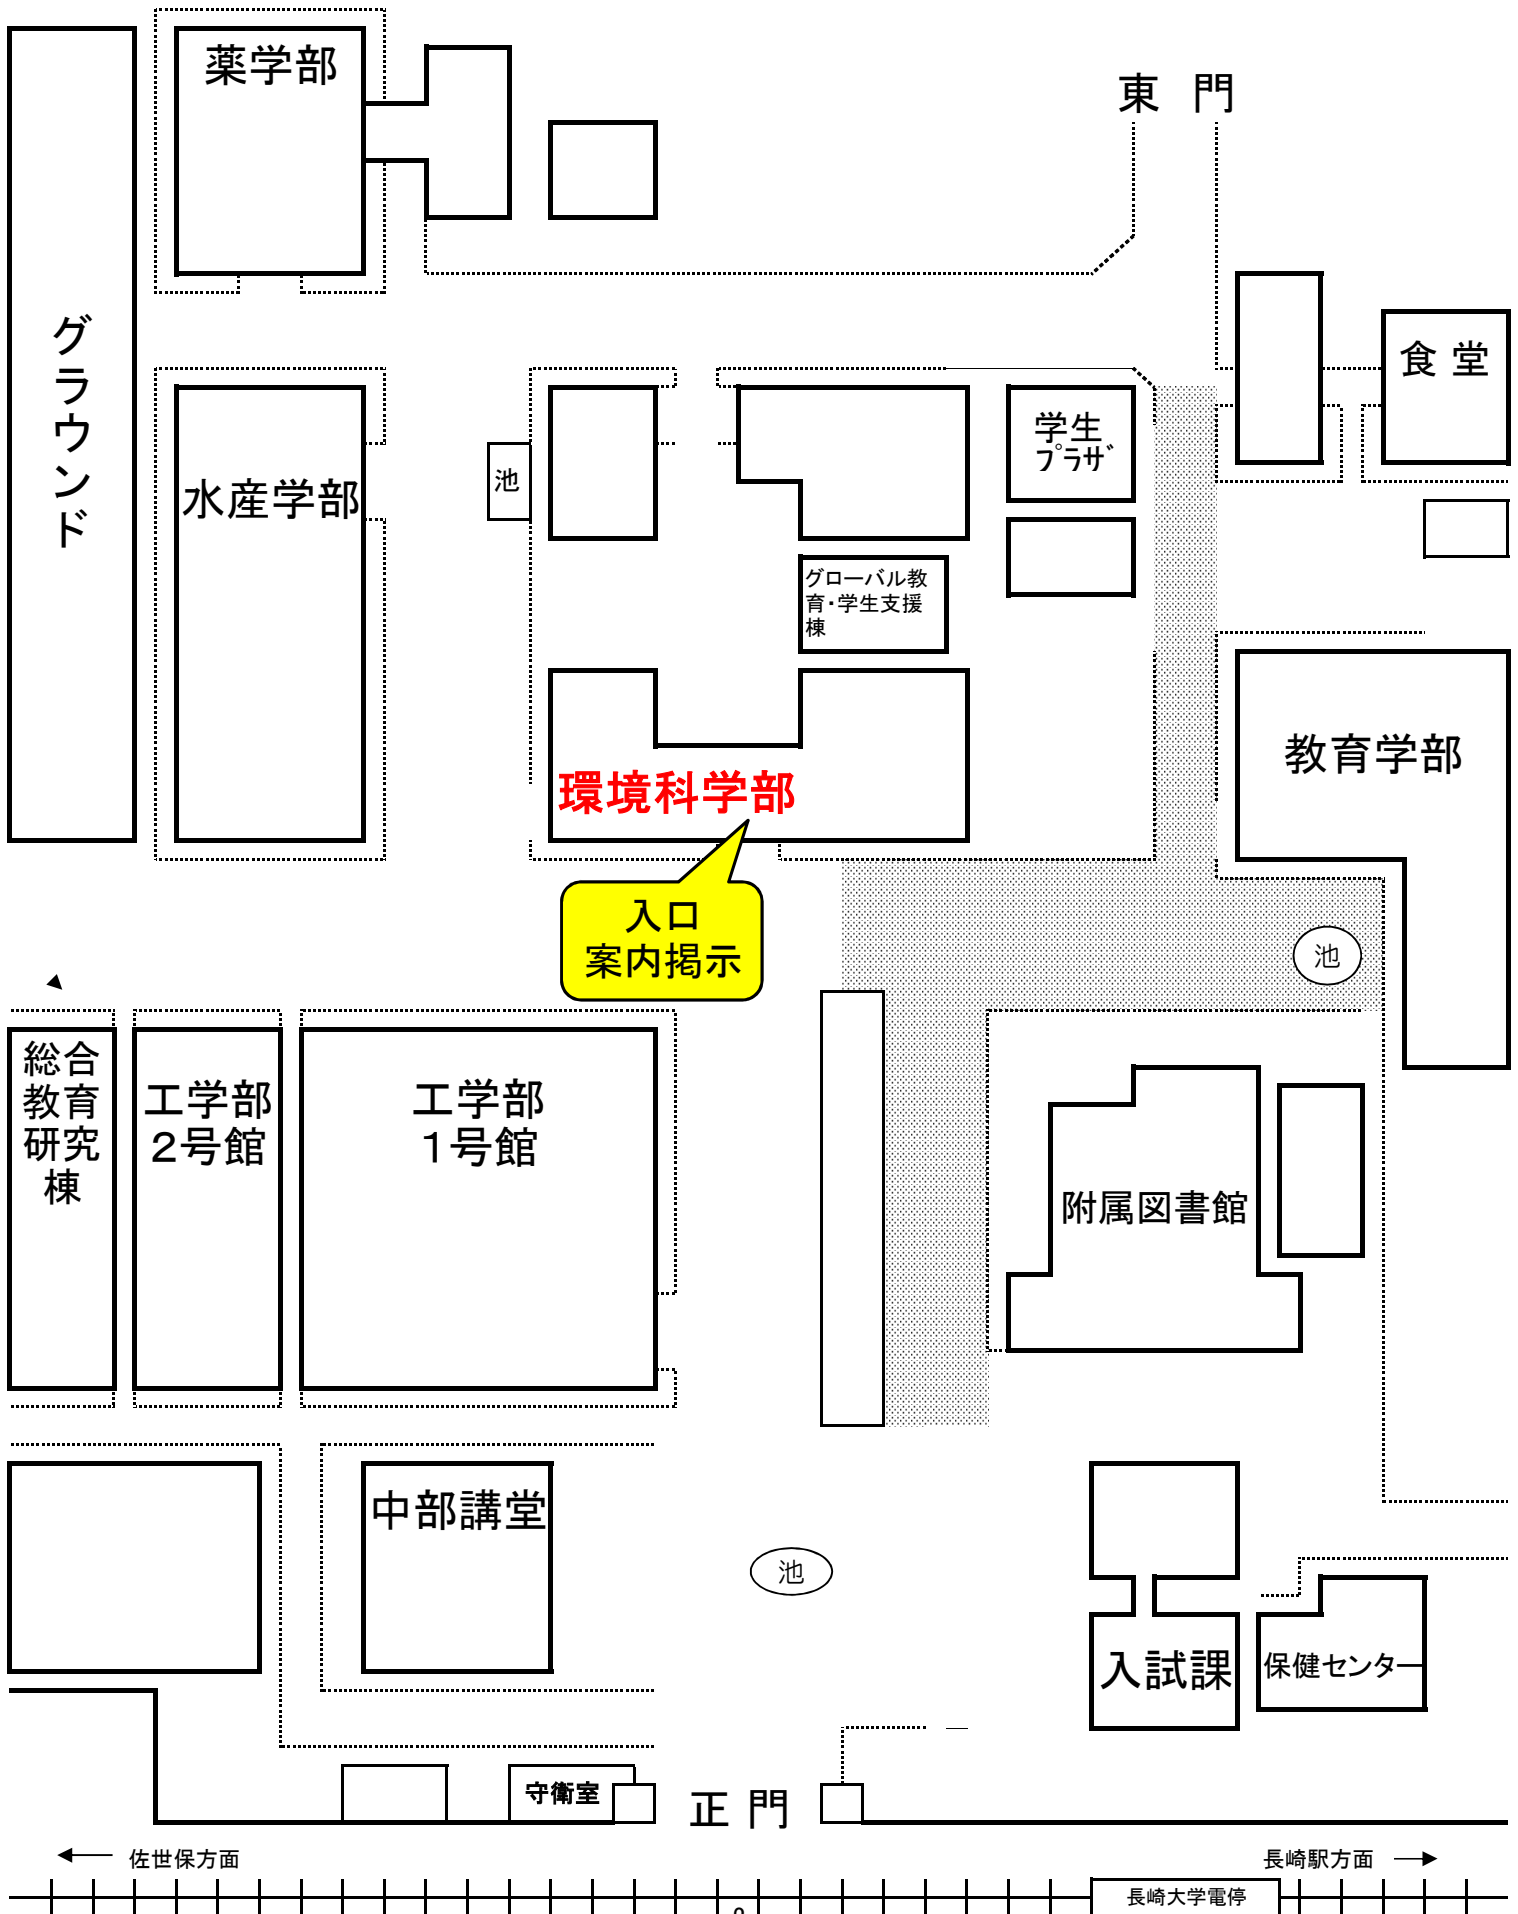 薬学部
東 門
グラウンド
食 堂
学生
ﾌﾟﾗｻﾞ
水産学部
池
グローバル教
育・学生支援
棟
教育学部
環境科学部
入口
案内掲示
池
総合
教育
研究
棟
工学部
２号館
工学部
１号館
附属図書館
中部講堂
池
入試課
保健センター
守衛室
正 門
佐世保方面
長崎駅方面
長崎大学電停